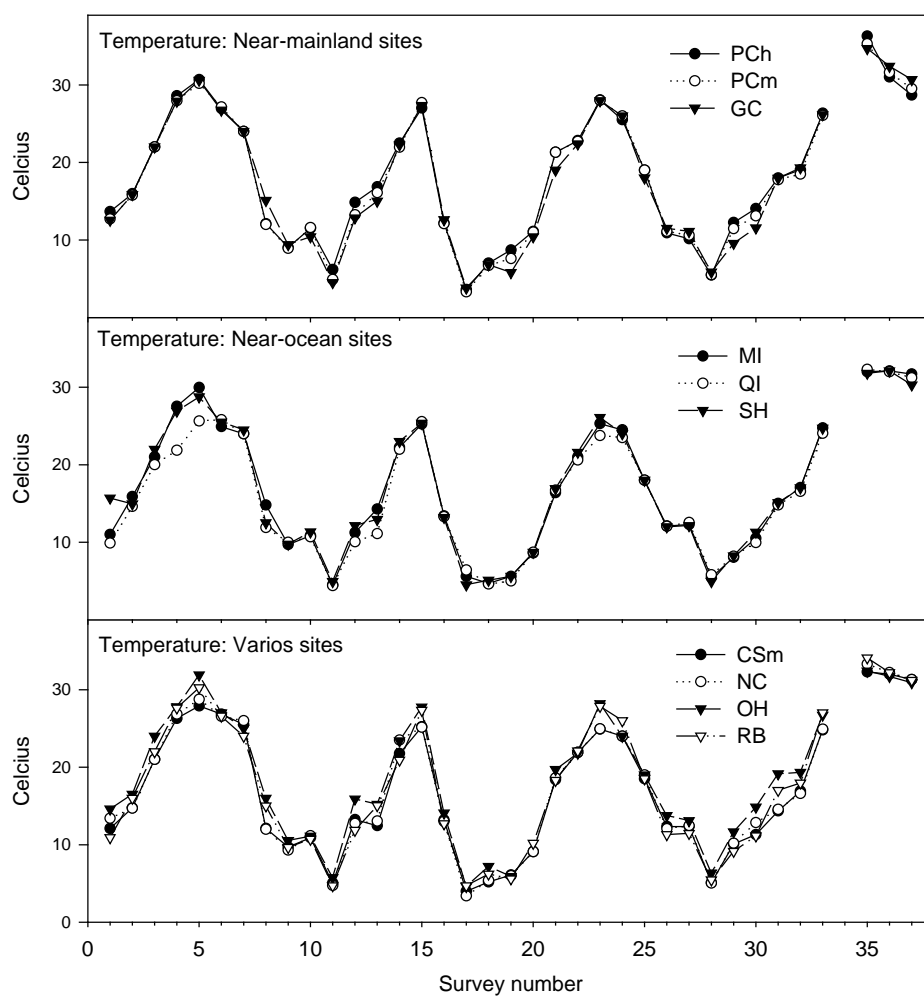 Temperature: Near-mainland sites
PCh
PCm
GC
30
20
10
Celcius
Temperature: Near-ocean sites
MI
QI
SH
30
20
10
Celcius
Temperature: Varios sites
CSm
NC
OH
RB
30
20
10
0
Celcius
0 5 10 15 20 25 30 35
Survey number